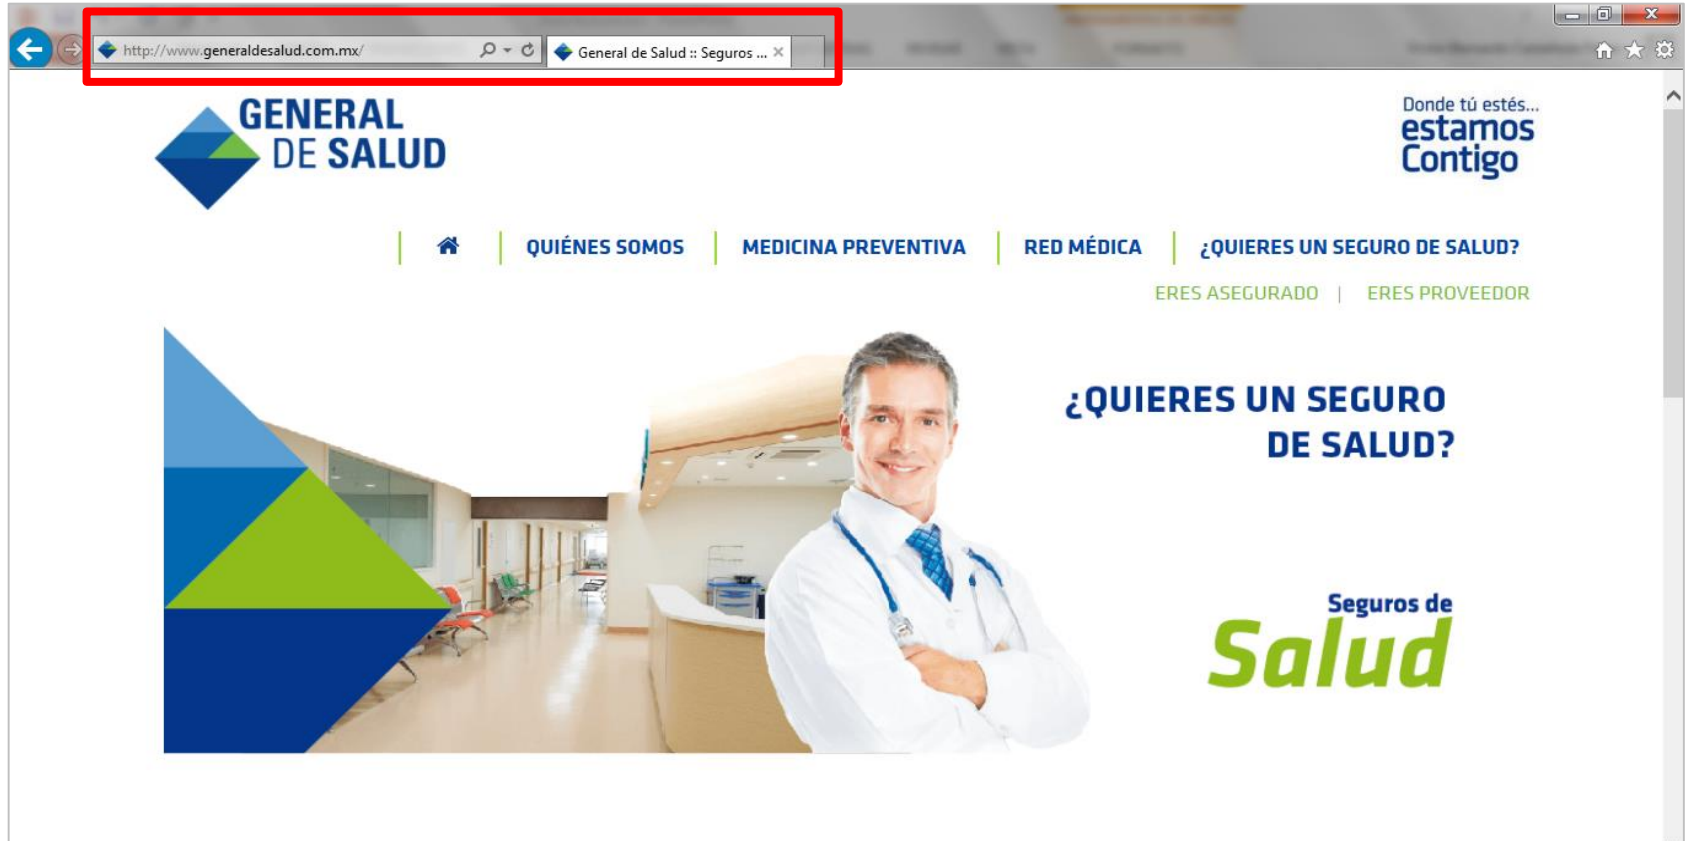 http://www.generaldesalud.com.mx/
General de Salud :: Seguros ...
GENERAL
DE SALUD
Donde tú estés...
estamos
Contigo
QUIÉNES SOMOS
MEDICINA PREVENTIVA
RED MÉDICA
¿QUIERES UN SEGURO DE SALUD?
ERES ASEGURADO | ERES PROVEEDOR
¿QUIERES UN SEGURO
DE SALUD?
Seguros de
Salud